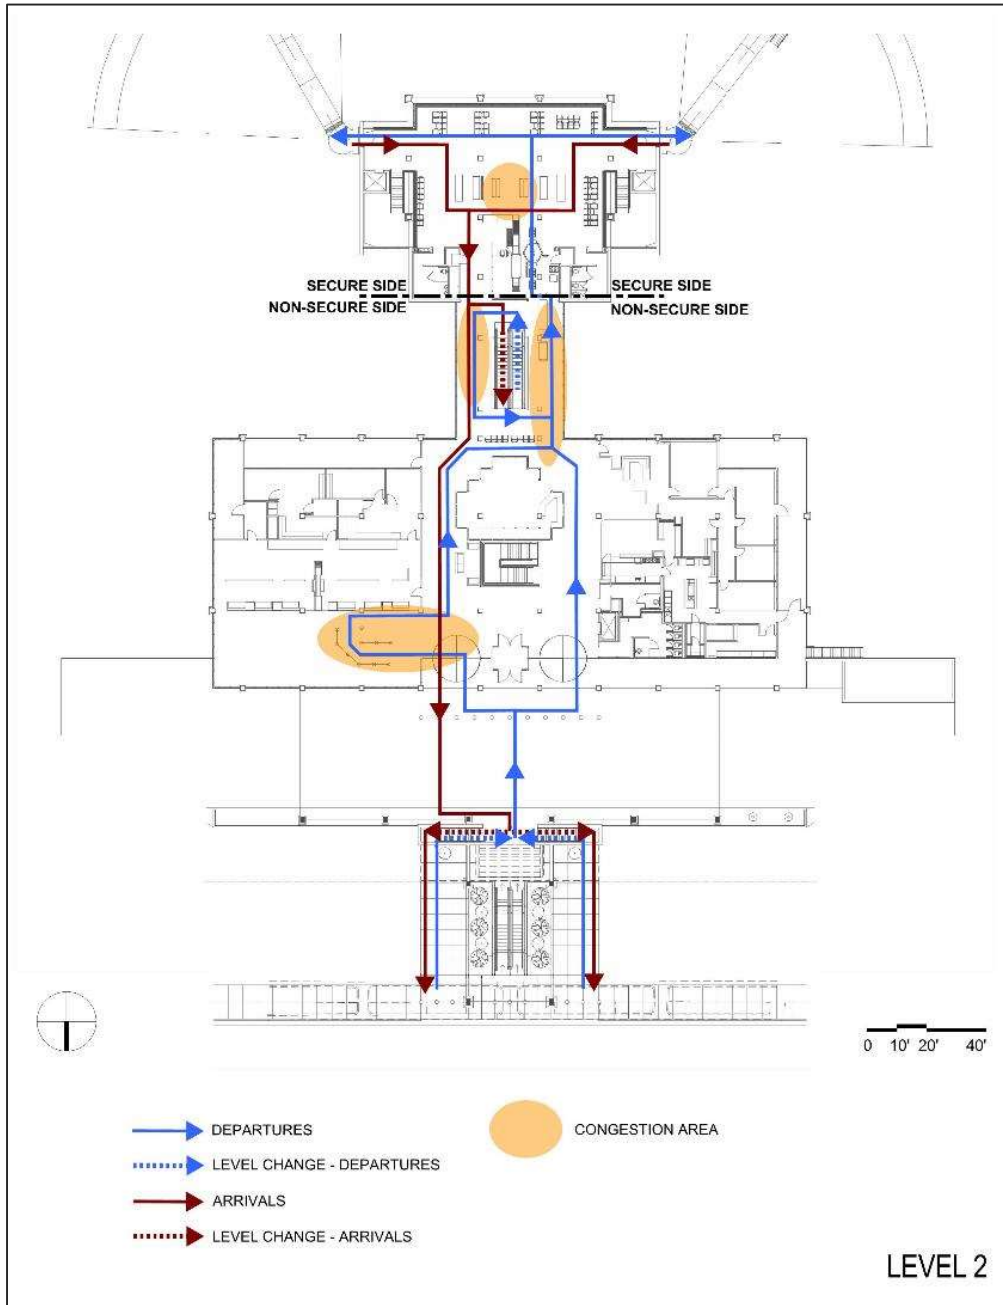 SECURE SIDE
SECURE SIDE
NON-SECURE SIDE
NON-SECURE SIDE
0 10' 20' 40'
DEPARTURES
CONGESTION AREA
LEVEL CHANGE - DEPARTURES
ARRIVALS
LEVEL CHANGE - ARRIVALS
LEVEL 2